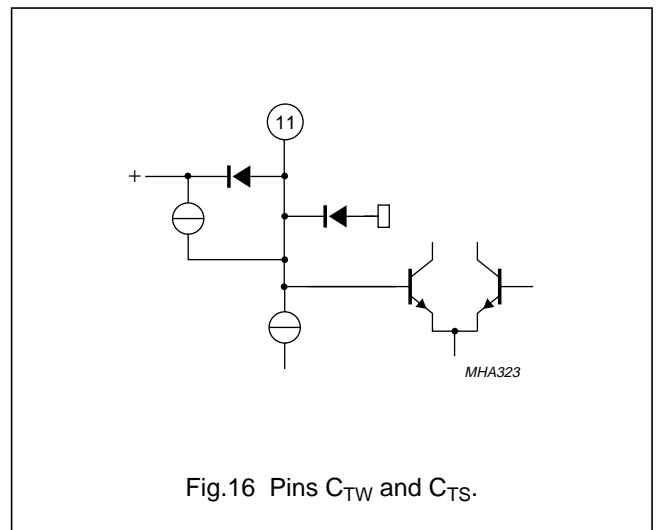 11
+
MHA323
Fig.16 Pins CTW and CTS.